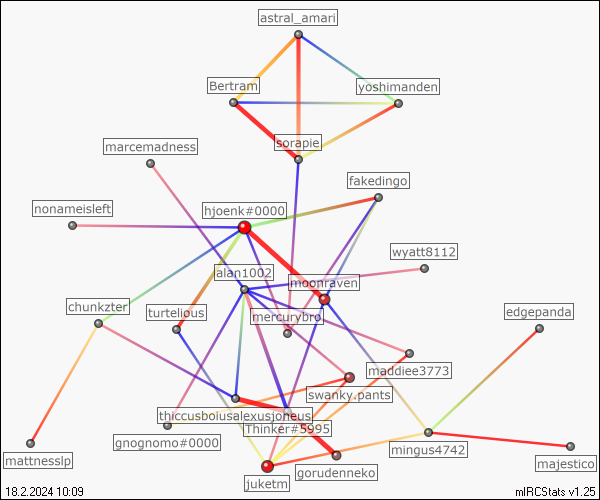 astral_amari
Bertram
yoshimanden
sorapie
marcemadness
fakedingo
nonameisleft
hjoenk#0000
wyatt8112
alan1002
moonraven
chunkzter
turtelious
mercurybro
edgepanda
maddiee3773
swanky.pants
thiccusboiusalexusjoneus
Thinker#5995
gnognomo#0000
mingus4742
mattnesslp
majestico
gorudenneko
juketm
18.2.2024 10:09
mIRCStats v1.25